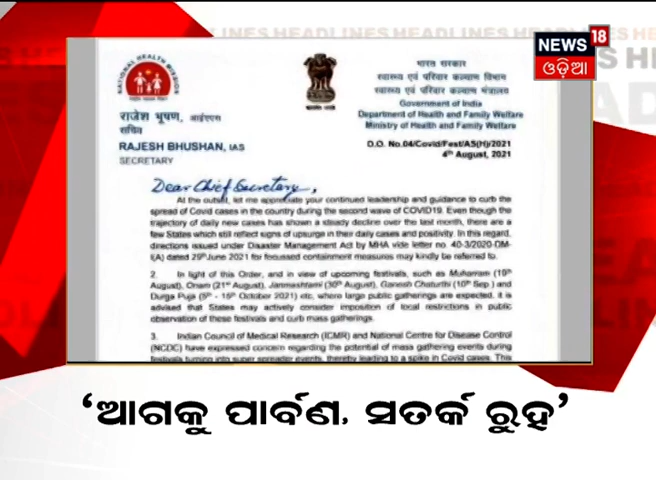 HEADLINES HEADLINES HEADL
NEWS 18
ଓଡ଼ିଆ
NATIONAL HEALTH MISSION
राजेश भूषण, आईएएस
सचिव
RAJESH BHUSHAN, IAS
SECRETARY
भारत सरकार
स्वास्थ्य एवं परिवार कल्याण विभाग
स्वास्थ्य एवं परिवार कल्याण मंत्रालय
Government of India
Department of Health and Family Welfare
Ministry of Health and Family Welfare
D.O. No.04/Covid/Fest/AS(H)/2021
4th August, 2021
Dear Chief Secretary,
At the outset, let me appreciate your continued leadership and guidance to curb the
spread of Covid cases in the country during the second wave of COVID19. Even though the
trajectory of daily new cases has shown a steady decline over the last month, there are a
few States which still reflect signs of upsurge in their daily cases and positivity. In this regard,
directions issued under Disaster Management Act by MHA vide letter no. 40-3/2020-DM-
I(A) dated 29th June 2021 for focussed containment measures may kindly be referred to.
2. In light of this Order, and in view of upcoming festivals, such as Muharram (19th
August), Onam (21st August), Janmashtami (30th August), Ganesh Chaturthi (10th Sep) and
Durga Puja (5th - 15th October 2021) etc, where large public gatherings are expected, it is
advised that States may actively consider imposition of local restrictions in public
observation of these festivals and curb mass gatherings.
3. Indian Council of Medical Research (ICMR) and National Centre for Disease Control
(NCDC) have expressed concern regarding the potential of mass gathering events during
festivals turning into super spreader events, thereby leading to a spike in Covid cases. This
‘ଆଗକୁ ପାର୍ବଣ, ସତର୍କ ରୁହ’